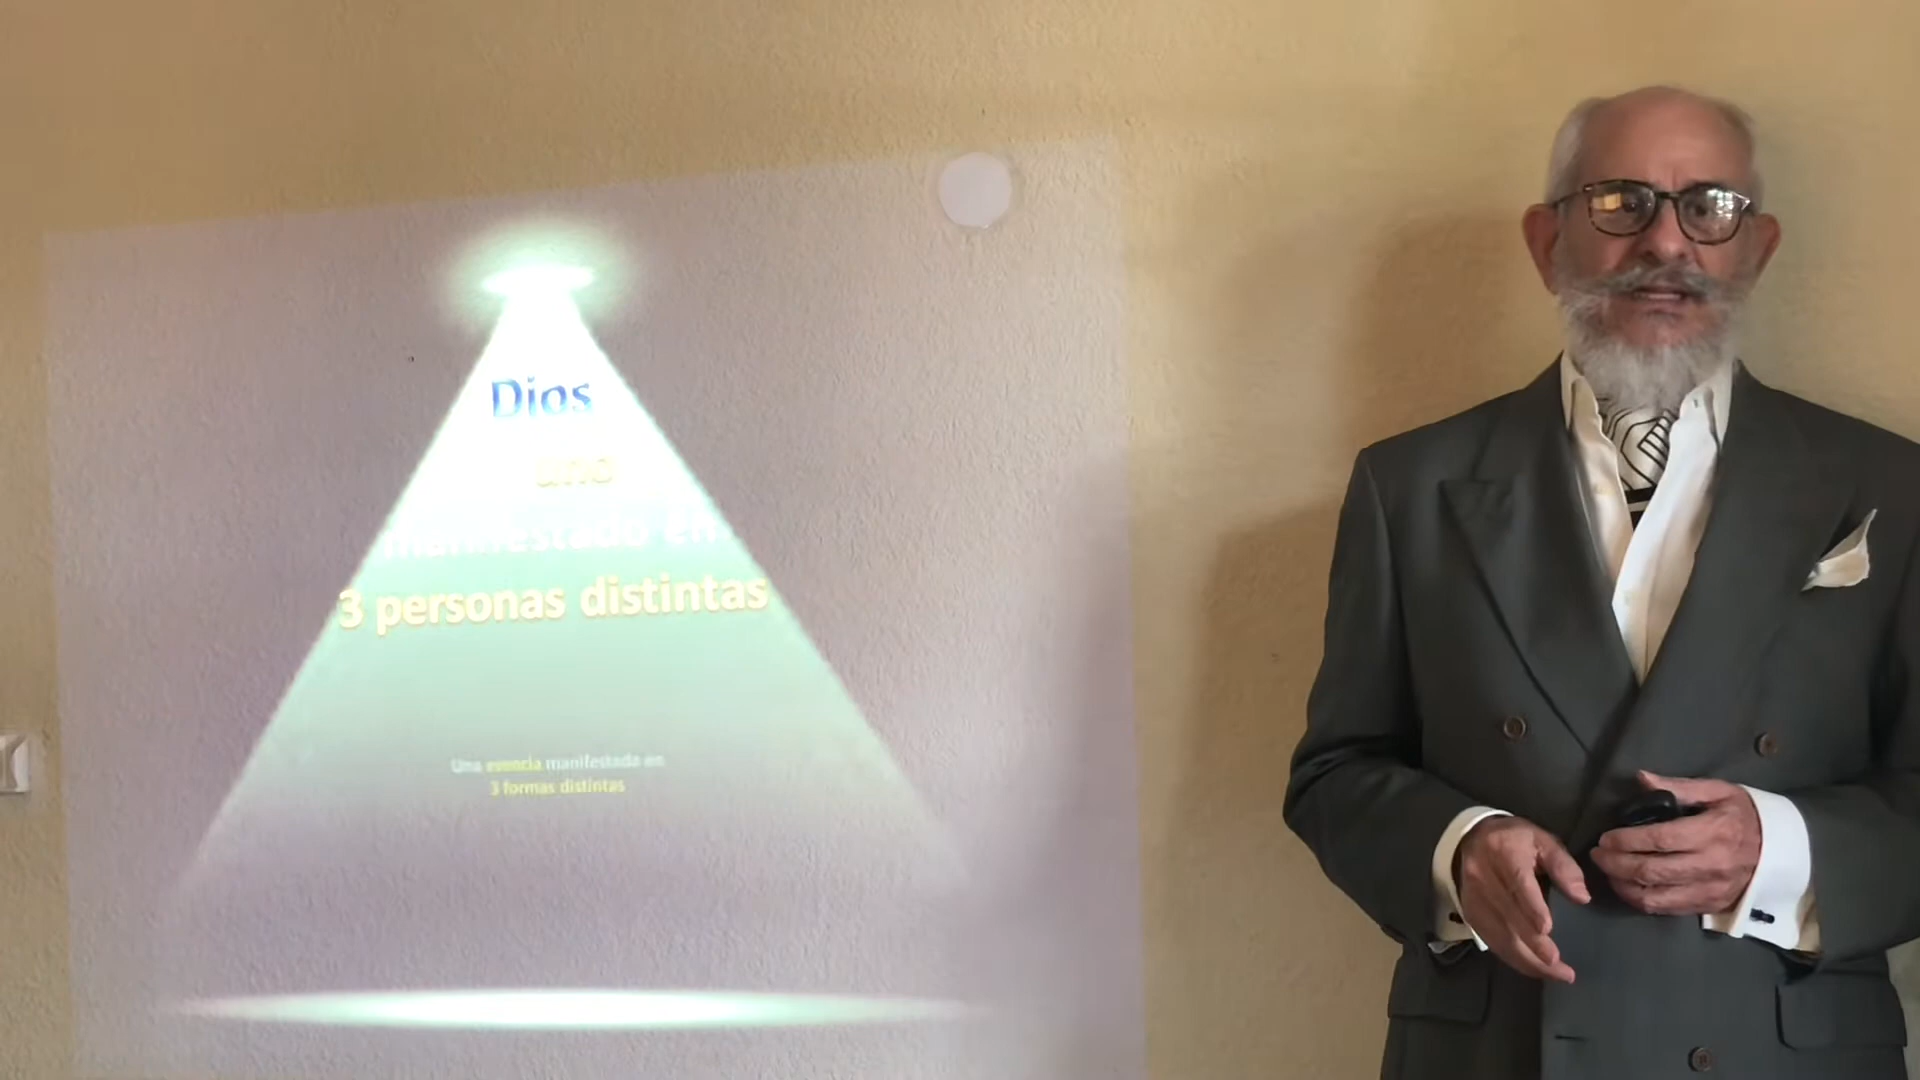 Dios
uno
manifestado en
3 personas distintas
Una esencia manifestada en
3 formas distintas